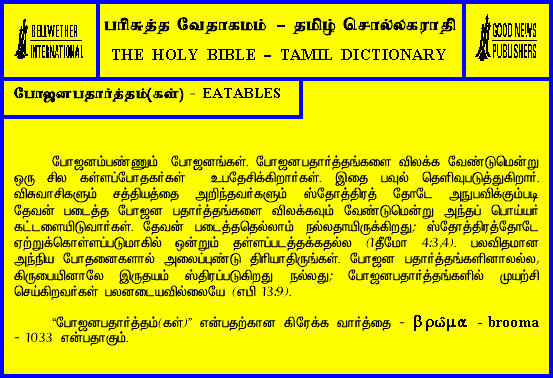 BELLWETHER
INTERNATIONAL
பரிசுத்த வேதாகமம் – தமிழ் சொல்லகராதி
THE HOLY BIBLE – TAMIL DICTIONARY
GOOD NEWS
PUBLISHERS
போஜனபதார்த்தம்(கள்) - EATABLES
போஜனம்பண்ணும் போஜனங்கள். போஜனபதார்த்தங்களை விலக்க வேண்டுமென்று
ஒரு சில கள்ளப்போதகர்கள் உபதேசிக்கிறார்கள். இதை பவுல் தெளிவுபடுத்துகிறார்.
விசுவாசிகளும் சத்தியத்தை அறிந்தவர்களும் ஸ்தோத்திரத் தோடே அநுபவிக்கும்படி
தேவன் படைத்த போஜன பதார்த்தங்களை விலக்கவும் வேண்டுமென்று அந்தப் பொய்யர்
கட்டளையிடுவார்கள். தேவன் படைத்ததெல்லாம் நல்லதாயிருக்கிறது; ஸ்தோத்திரத்தோடே
ஏற்றுக்கொள்ளப்படுமாகில் ஒன்றும் தள்ளப்படத்தக்கதல்ல (1தீமோ 4:3,4). பலவிதமான
அந்நிய போதனைகளால் அலைப்புண்டு திரியாதிருங்கள். போஜன பதார்த்தங்களினாலல்ல,
கிருபையினாலே இருதயம் ஸ்திரப்படுகிறது நல்லது; போஜனபதார்த்தங்களில் முயற்சி
செய்கிறவர்கள் பலனடையவில்லையே (எபி 13:9).
“போஜனபதார்த்தம்(கள்)” என்பதற்கான கிரேக்க வார்த்தை - βρῶμα - brooma
- 1033 என்பதாகும்.